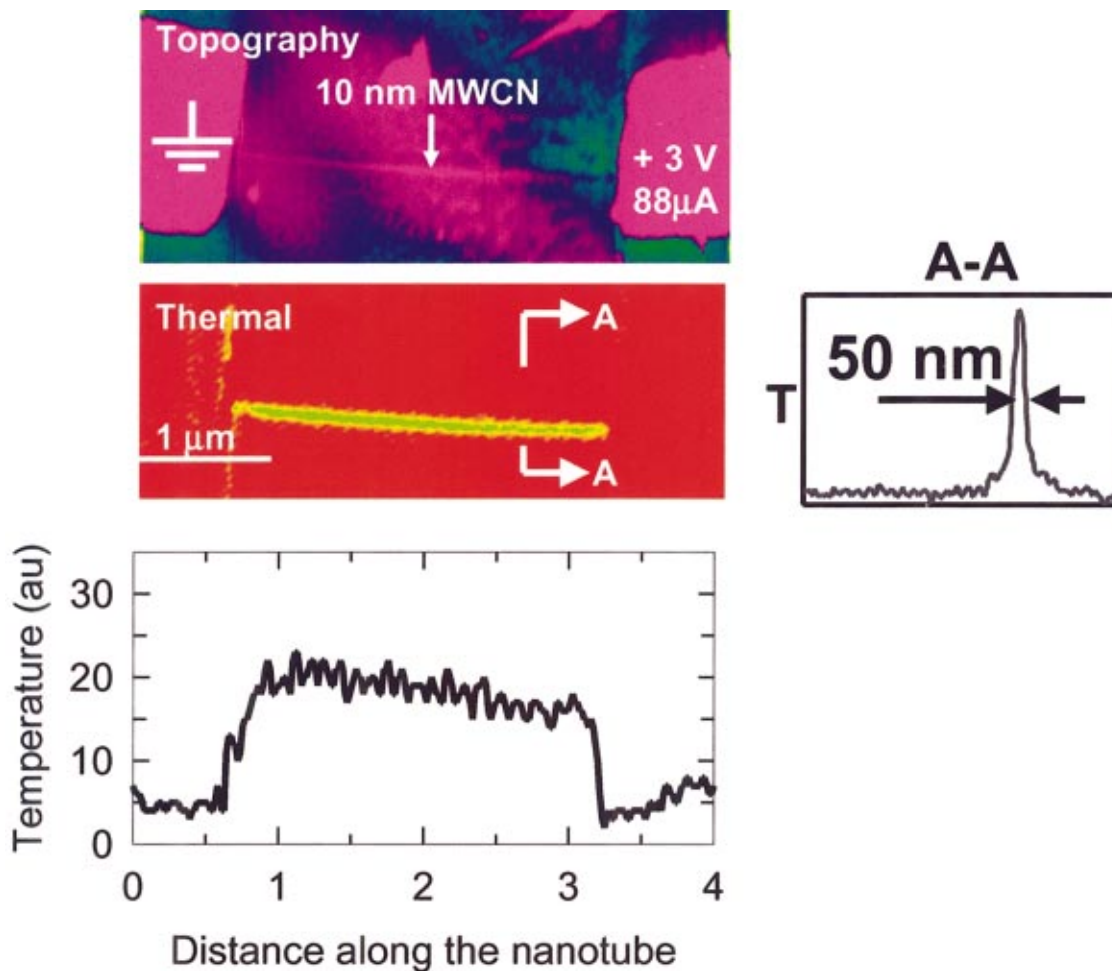 Topography
10 nm MWCN
+ 3 V
88μA
Thermal
A
A
1 μm
A-A
50 nm
T
Temperature (au)
30
20
10
0
0 1 2 3 4
Distance along the nanotube